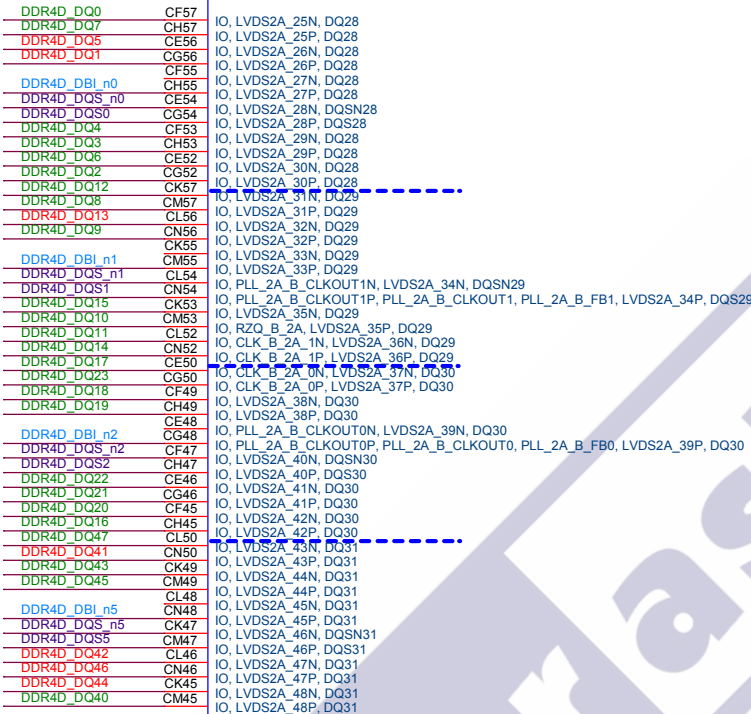 DDR4D_DQ0 CF57 IO, LVDS2A_25N, DQ28
DDR4D_DQ7 CH57 IO, LVDS2A_25P, DQ28
DDR4D_DQ5 CE56 IO, LVDS2A_26N, DQ28
DDR4D_DQ1 CG56 IO, LVDS2A_26P, DQ28
CF55 IO, LVDS2A_27N, DQ28
DDR4D_DBI_n0 CH55 IO, LVDS2A_27P, DQ28
DDR4D_DQS_n0 CE54 IO, LVDS2A_28N, DQSN28
DDR4D_DQS0 CG54 IO, LVDS2A_28P, DQS28
DDR4D_DQ4 CF53 IO, LVDS2A_29N, DQ28
DDR4D_DQ3 CH53 IO, LVDS2A_29P, DQ28
DDR4D_DQ6 CE52 IO, LVDS2A_30N, DQ28
DDR4D_DQ2 CG52 IO, LVDS2A_30P, DQ28
DDR4D_DQ12 CK57 IO, LVDS2A_31N, DQ29
DDR4D_DQ8 CM57 IO, LVDS2A_31P, DQ29
DDR4D_DQ13 CL56 IO, LVDS2A_32N, DQ29
DDR4D_DQ9 CN56 IO, LVDS2A_32P, DQ29
CK55 IO, LVDS2A_33N, DQ29
DDR4D_DBI_n1 CM55 IO, LVDS2A_33P, DQ29
DDR4D_DQS_n1 CL54 IO, PLL_2A_B_CLKOUT1N, LVDS2A_34N, DQSN29
DDR4D_DQS1 CN54 IO, PLL_2A_B_CLKOUT1P, PLL_2A_B_CLKOUT1, PLL_2A_B_FB1, LVDS2A_34P, DQS29
DDR4D_DQ15 CK53 IO, LVDS2A_35N, DQ29
DDR4D_DQ10 CM53 IO, RZQ_B_2A, LVDS2A_35P, DQ29
DDR4D_DQ11 CL52 IO, CLK_B_2A_1N, LVDS2A_36N, DQ29
DDR4D_DQ14 CN52 IO, CLK_B_2A_1P, LVDS2A_36P, DQ29
DDR4D_DQ17 CE50 IO, CLK_B_2A_0N, LVDS2A_37N, DQ30
DDR4D_DQ23 CG50 IO, CLK_B_2A_0P, LVDS2A_37P, DQ30
DDR4D_DQ18 CF49 IO, LVDS2A_38N, DQ30
DDR4D_DQ19 CH49 IO, LVDS2A_38P, DQ30
CE48 IO, PLL_2A_B_CLKOUT0N, LVDS2A_39N, DQ30
DDR4D_DBI_n2 CG48 IO, PLL_2A_B_CLKOUT0P, PLL_2A_B_CLKOUT0, PLL_2A_B_FB0, LVDS2A_39P, DQ30
DDR4D_DQS_n2 CF47 IO, LVDS2A_40N, DQSN30
DDR4D_DQS2 CH47 IO, LVDS2A_40P, DQS30
DDR4D_DQ22 CE46 IO, LVDS2A_41N, DQ30
DDR4D_DQ21 CG46 IO, LVDS2A_41P, DQ30
DDR4D_DQ20 CF45 IO, LVDS2A_42N, DQ30
DDR4D_DQ16 CH45 IO, LVDS2A_42P, DQ30
DDR4D_DQ47 CL50 IO, LVDS2A_43N, DQ31
DDR4D_DQ41 CN50 IO, LVDS2A_43P, DQ31
DDR4D_DQ43 CK49 IO, LVDS2A_44N, DQ31
DDR4D_DQ45 CM49 IO, LVDS2A_44P, DQ31
CL48 IO, LVDS2A_45N, DQ31
DDR4D_DBI_n5 CN48 IO, LVDS2A_45P, DQ31
DDR4D_DQS_n5 CK47 IO, LVDS2A_46N, DQSN31
DDR4D_DQS5 CM47 IO, LVDS2A_46P, DQS31
DDR4D_DQ42 CL46 IO, LVDS2A_47N, DQ31
DDR4D_DQ46 CN46 IO, LVDS2A_47P, DQ31
DDR4D_DQ44 CK45 IO, LVDS2A_48N, DQ31
DDR4D_DQ40 CM45 IO, LVDS2A_48P, DQ31